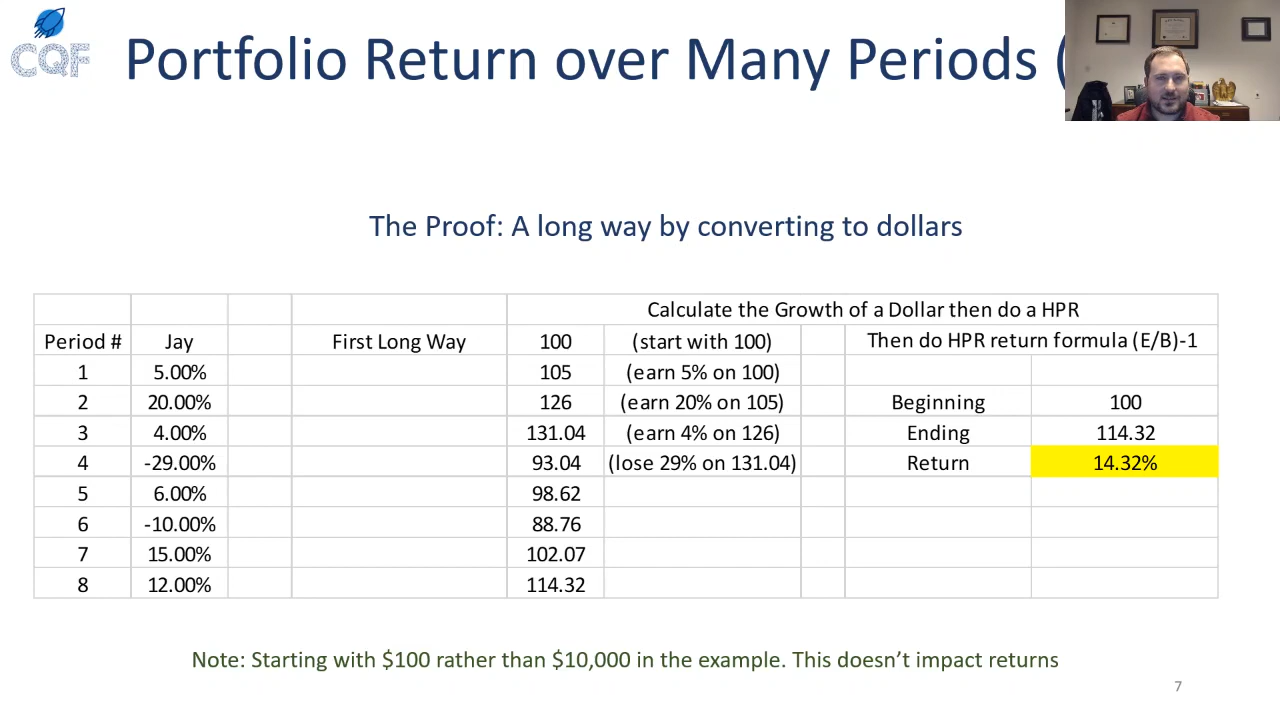 CQF
Portfolio Return over Many Periods (
The Proof: A long way by converting to dollars
Calculate the Growth of a Dollar then do a HPR
Period # Jay First Long Way 100 (start with 100) Then do HPR return formula (E/B)-1
1 5.00% 105 (earn 5% on 100)
2 20.00% 126 (earn 20% on 105) Beginning 100
3 4.00% 131.04 (earn 4% on 126) Ending 114.32
4 -29.00% 93.04 (lose 29% on 131.04) Return 14.32%
5 6.00% 98.62
6 -10.00% 88.76
7 15.00% 102.07
8 12.00% 114.32
Note: Starting with $100 rather than $10,000 in the example. This doesn’t impact returns
7